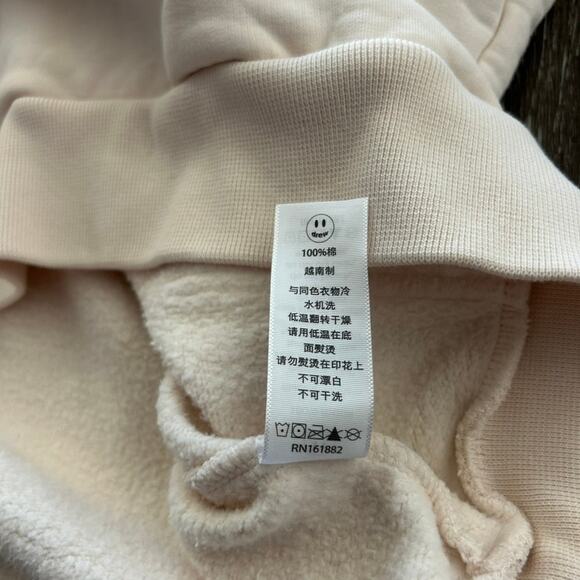 drew
100%棉
越南制
与同色衣物冷
水机洗
低温翻转干燥
请用低温在底
面熨烫
请勿熨烫在印花上
不可漂白
不可干洗
RN161882